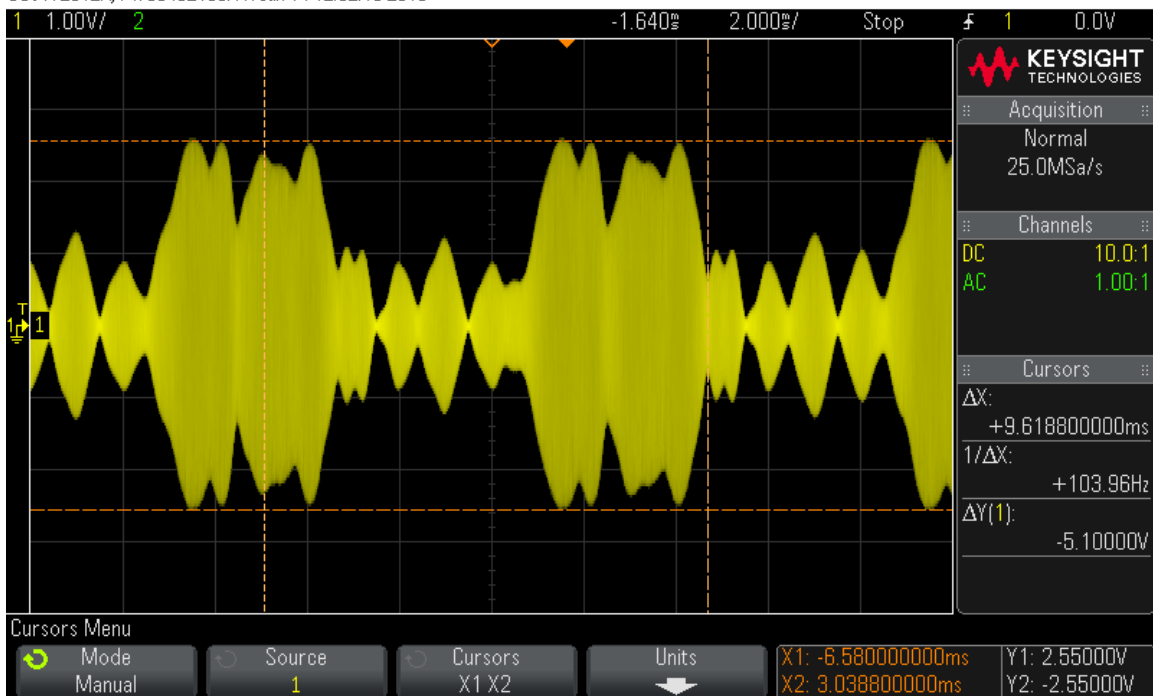 1 1.00V/ 2 -1.640ms 2.000ms/ Stop 1 0.0V
KEYSIGHT
TECHNOLOGIES
Acquisition
Normal
25.0MSa/s
Channels
DC 10.0:1
AC 1.00:1
Cursors
ΔX:
+9.618800000ms
1/ΔX:
+103.96Hz
ΔY(1):
-5.10000V
T
1 1
Cursors Menu
Mode
Manual
Source
1
Cursors
X1 X2
Units
X1: -6.580000000ms
X2: 3.038800000ms
Y1: 2.55000V
Y2: -2.55000V